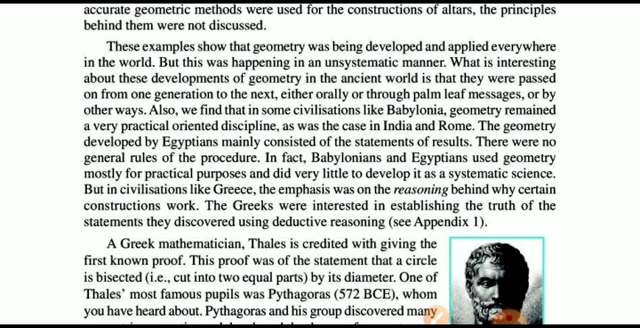 accurate geometric methods were used for the constructions of altars, the principles
behind them were not discussed.
These examples show that geometry was being developed and applied everywhere
in the world. But this was happening in an unsystematic manner. What is interesting
about these developments of geometry in the ancient world is that they were passed
on from one generation to the next, either orally or through palm leaf messages, or by
other ways. Also, we find that in some civilisations like Babylonia, geometry remained
a very practical oriented discipline, as was the case in India and Rome. The geometry
developed by Egyptians mainly consisted of the statements of results. There were no
general rules of the procedure. In fact, Babylonians and Egyptians used geometry
mostly for practical purposes and did very little to develop it as a systematic science.
But in civilisations like Greece, the emphasis was on the reasoning behind why certain
constructions work. The Greeks were interested in establishing the truth of the
statements they discovered using deductive reasoning (see Appendix 1).
A Greek mathematician, Thales is credited with giving the
first known proof. This proof was of the statement that a circle
is bisected (i.e., cut into two equal parts) by its diameter. One of
Thales' most famous pupils was Pythagoras (572 BCE), whom
you have heard about. Pythagoras and his group discovered many